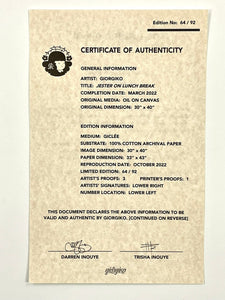 Edition No: 64 / 92
CERTIFICATE OF AUTHENTICITY
GENERAL INFORMATION
ARTIST: GIORGIKO
TITLE: JESTER ON LUNCH BREAK
COMPLETION DATE: MARCH 2022
ORIGINAL MEDIA: OIL ON CANVAS
ORIGINAL DIMENSION: 30" x 40"
EDITION INFORMATION
MEDIUM: GICLÉE
SUBSTRATE: 100% COTTON ARCHIVAL PAPER
IMAGE DIMENSION: 30" x 40"
PAPER DIMENSION: 33" x 43"
REPRODUCTION DATE: OCTOBER 2022
LIMITED EDITION: 64 / 92
ARTIST'S PROOFS: 3 PRINTER'S PROOFS: 1
ARTISTS' SIGNATURES: LOWER RIGHT
NUMBER LOCATION: LOWER LEFT
THIS DOCUMENT DECLARES THE ABOVE INFORMATION TO BE
VALID AND AUTHENTIC BY GIORGIKO. [CONTINUED ON REVERSE]
DARREN INOUYE TRISHA INOUYE
giorgiko